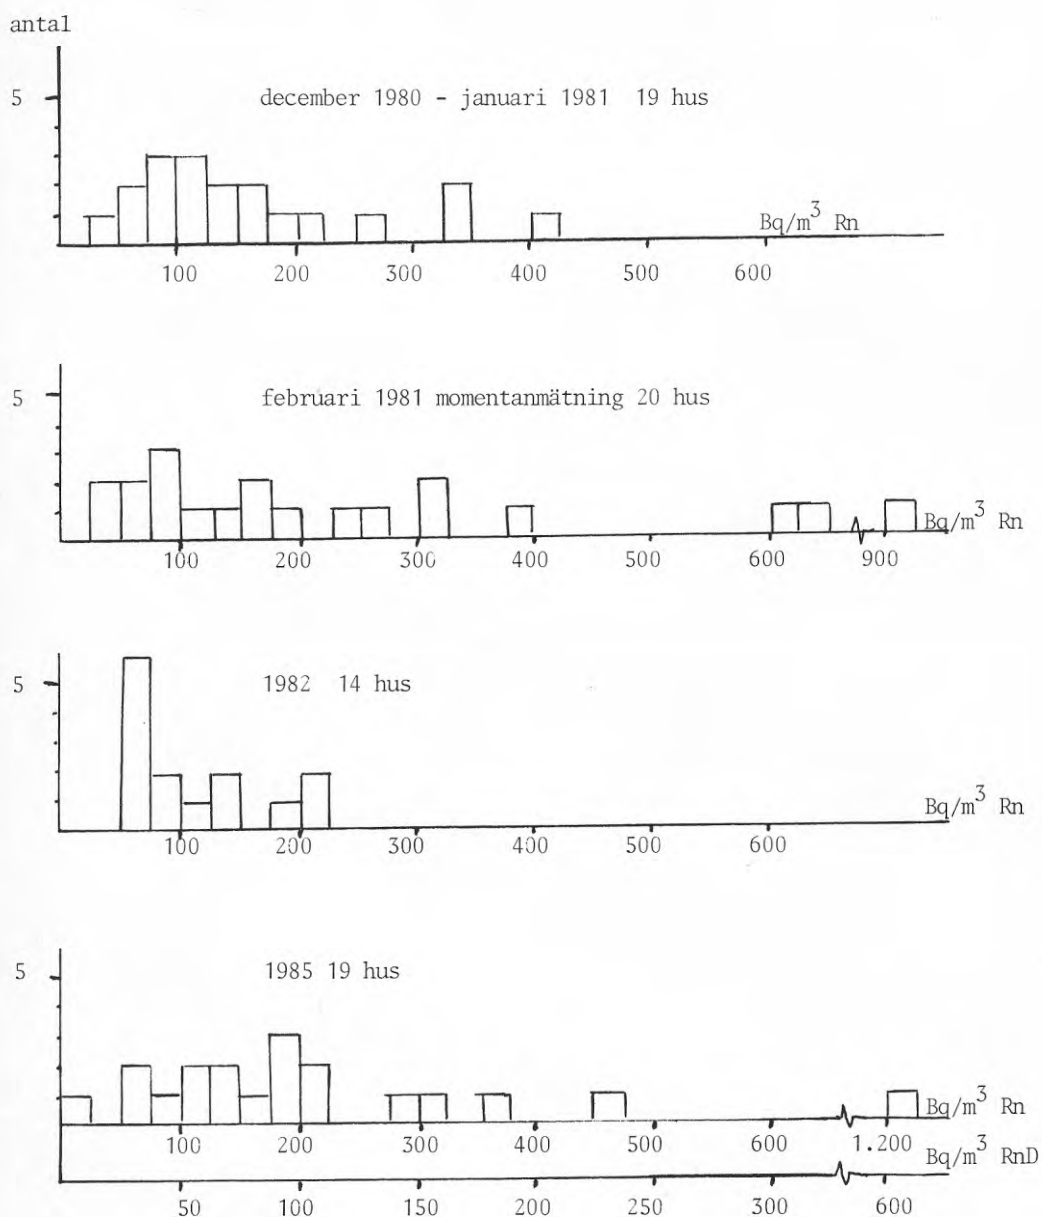 antal
5
december 1980 - januari 1981 19 hus
Bq/m³ Rn
100 200 300 400 500 600
5
februari 1981 momentanmätning 20 hus
Bq/m³ Rn
100 200 300 400 500 600 900
5
1982 14 hus
Bq/m³ Rn
100 200 300 400 500 600
5
1985 19 hus
Bq/m³ Rn
100 200 300 400 500 600 1.200
Bq/m³ RnD
50 100 150 200 250 300 600